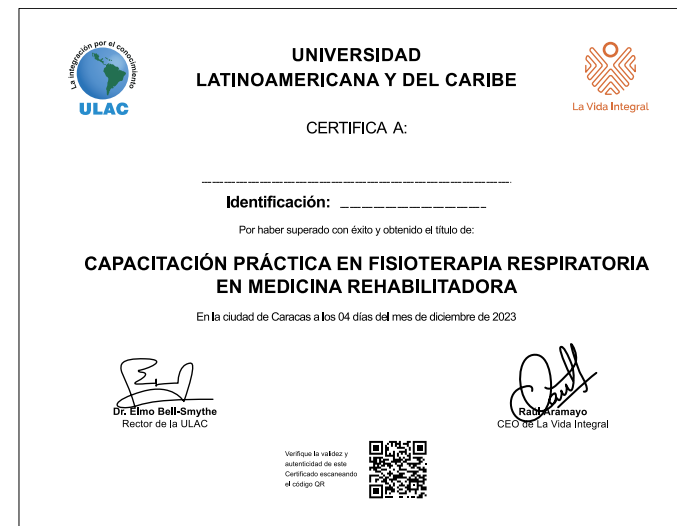 La integración por el conocimiento
ULAC
UNIVERSIDAD
LATINOAMERICANA Y DEL CARIBE
La Vida Integral
CERTIFICA A:
Identificación:
Por haber superado con éxito y obtenido el título de:
CAPACITACIÓN PRÁCTICA EN FISIOTERAPIA RESPIRATORIA
EN MEDICINA REHABILITADORA
En la ciudad de Caracas a los 04 días del mes de diciembre de 2023
Dr. Elmo Bell-Smythe
Rector de la ULAC
Raúl Aramayo
CEO de La Vida Integral
Verifique la validez y
autenticidad de este
Certificado escaneando
el código QR